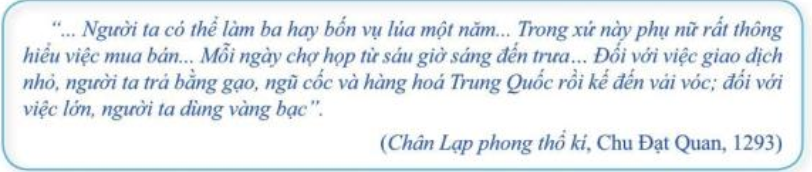 “... Người ta có thể làm ba hay bốn vụ lúa một năm... Trong xứ này phụ nữ rất thông
hiểu việc mua bán... Mỗi ngày chợ họp từ sáu giờ sáng đến trưa... Đối với việc giao dịch
nhỏ, người ta trả bằng gạo, ngũ cốc và hàng hoá Trung Quốc rồi kế đến vải vóc; đối với
việc lớn, người ta dùng vàng bạc”.
(Chân Lạp phong thổ kí, Chu Đạt Quan, 1293)